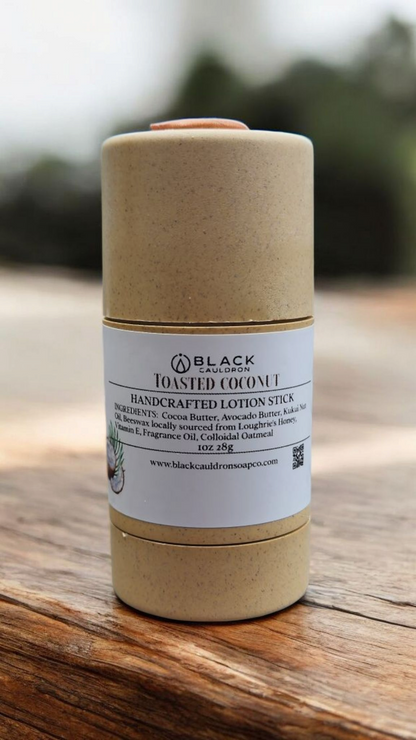 BLACK
CAULDRON
TOASTED COCONUT
HANDCRAFTED LOTION STICK
INGREDIENTS: Cocoa Butter, Avocado Butter, Kukui Nut
Oil, Beeswax locally sourced from Loughrie's Honey,
Vitamin E, Fragrance Oil, Colloidal Oatmeal
1oz 28g
www.blackcauldronsoapco.com